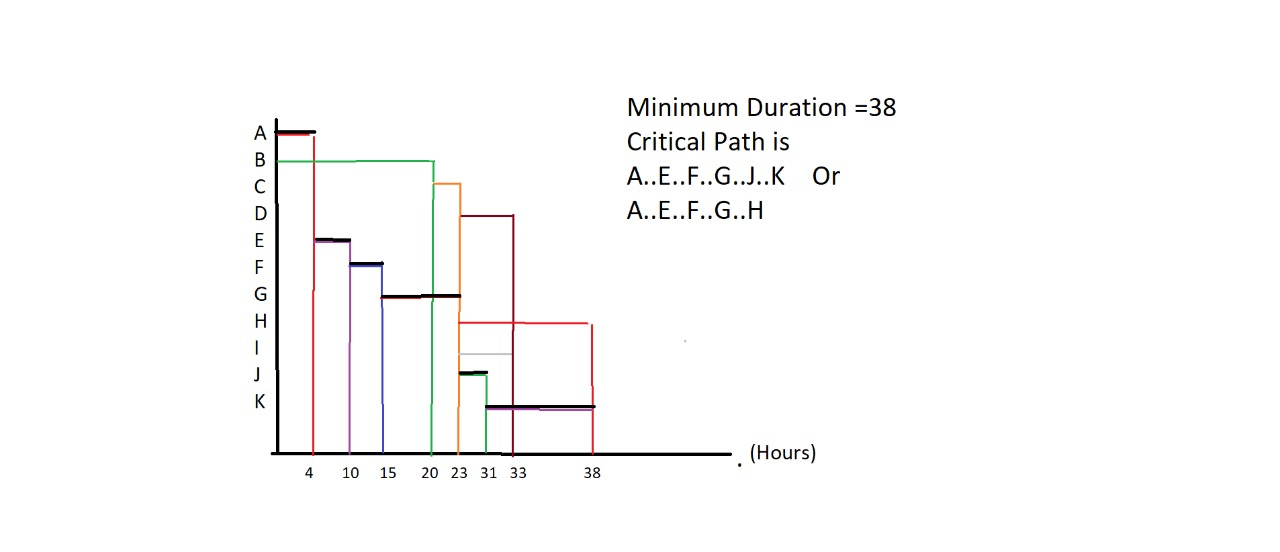 Minimum Duration =38
Critical Path is
A..E..F..G..J..K Or
A..E..F..G..H
A
B
C
D
E
F
G
H
I
J
K
4 10 15 20 23 31 33 38
. (Hours)